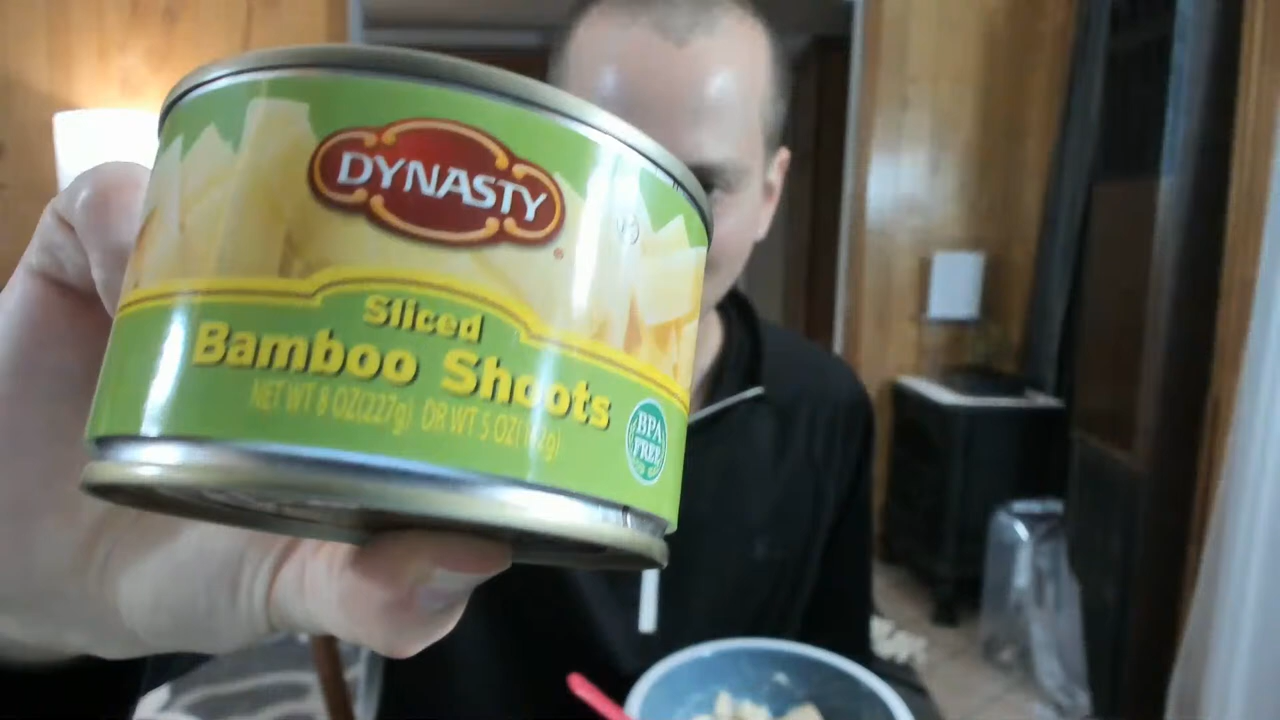 DYNASTY
Sliced
Bamboo Shoots
NET WT 8 OZ(227g) DR WT 5 OZ
BPA
FREE